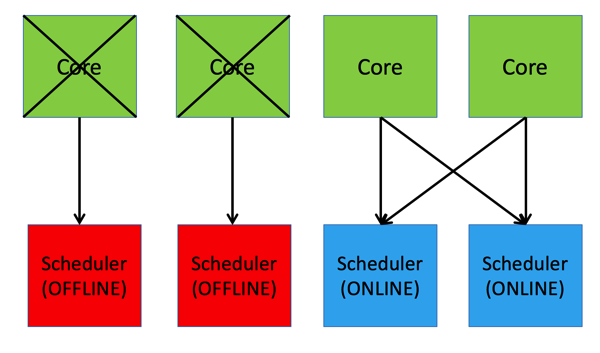 Core
Core
Core
Core
Scheduler
(OFFLINE)
Scheduler
(OFFLINE)
Scheduler
(ONLINE)
Scheduler
(ONLINE)